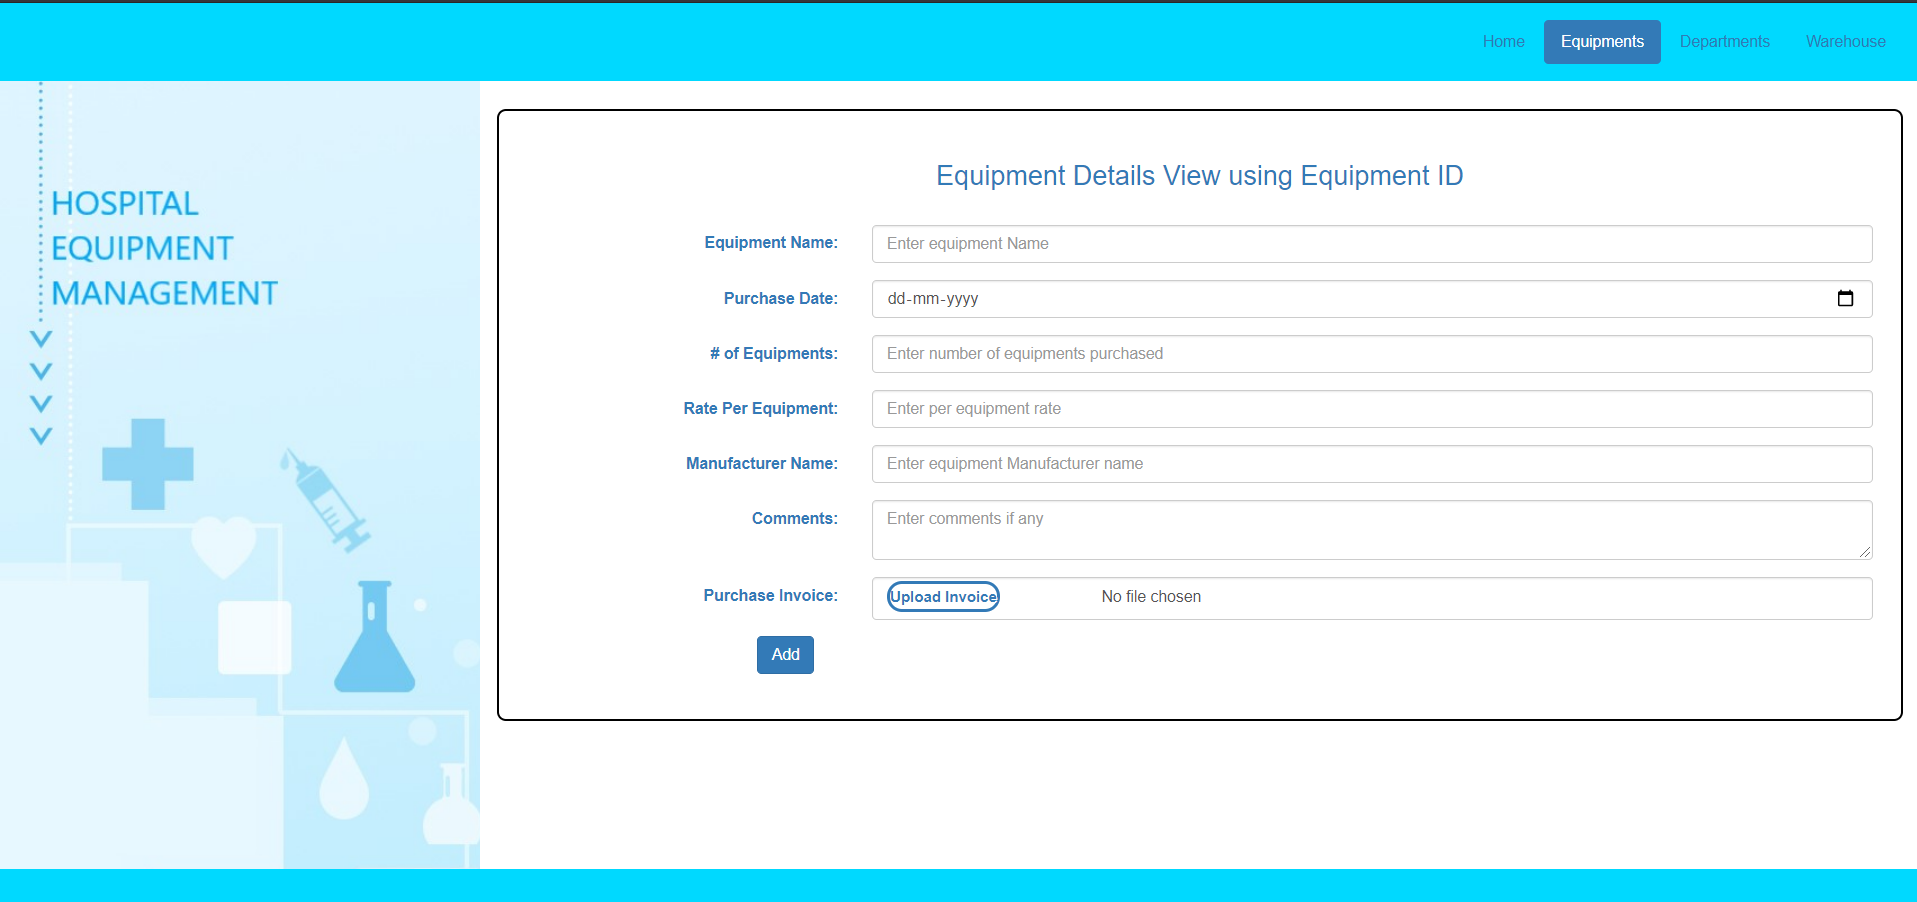 Home Equipments Departments Warehouse
HOSPITAL
EQUIPMENT
MANAGEMENT
Equipment Details View using Equipment ID
Equipment Name: Enter equipment Name
Purchase Date: dd-mm-yyyy
# of Equipments: Enter number of equipments purchased
Rate Per Equipment: Enter per equipment rate
Manufacturer Name: Enter equipment Manufacturer name
Comments: Enter comments if any
Purchase Invoice: Upload Invoice No file chosen
Add